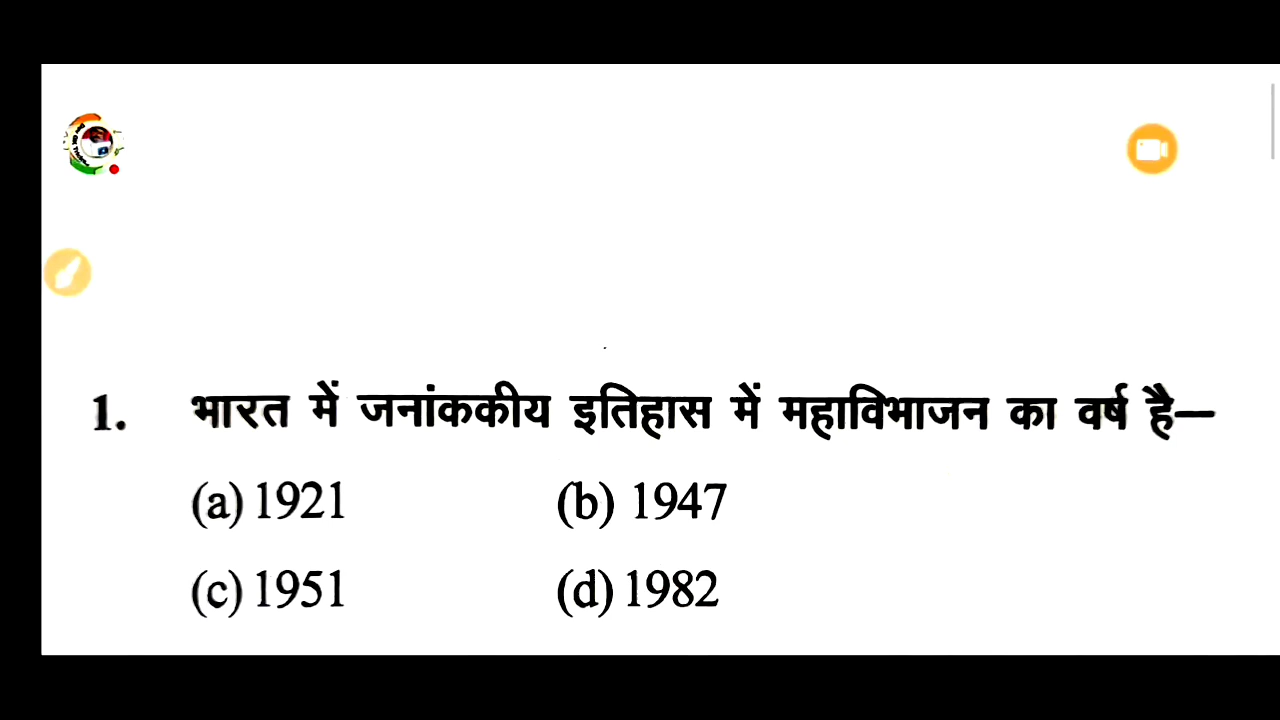 1. भारत में जनांककीय इतिहास में महाविभाजन का वर्ष है—
(a) 1921 (b) 1947
(c) 1951 (d) 1982